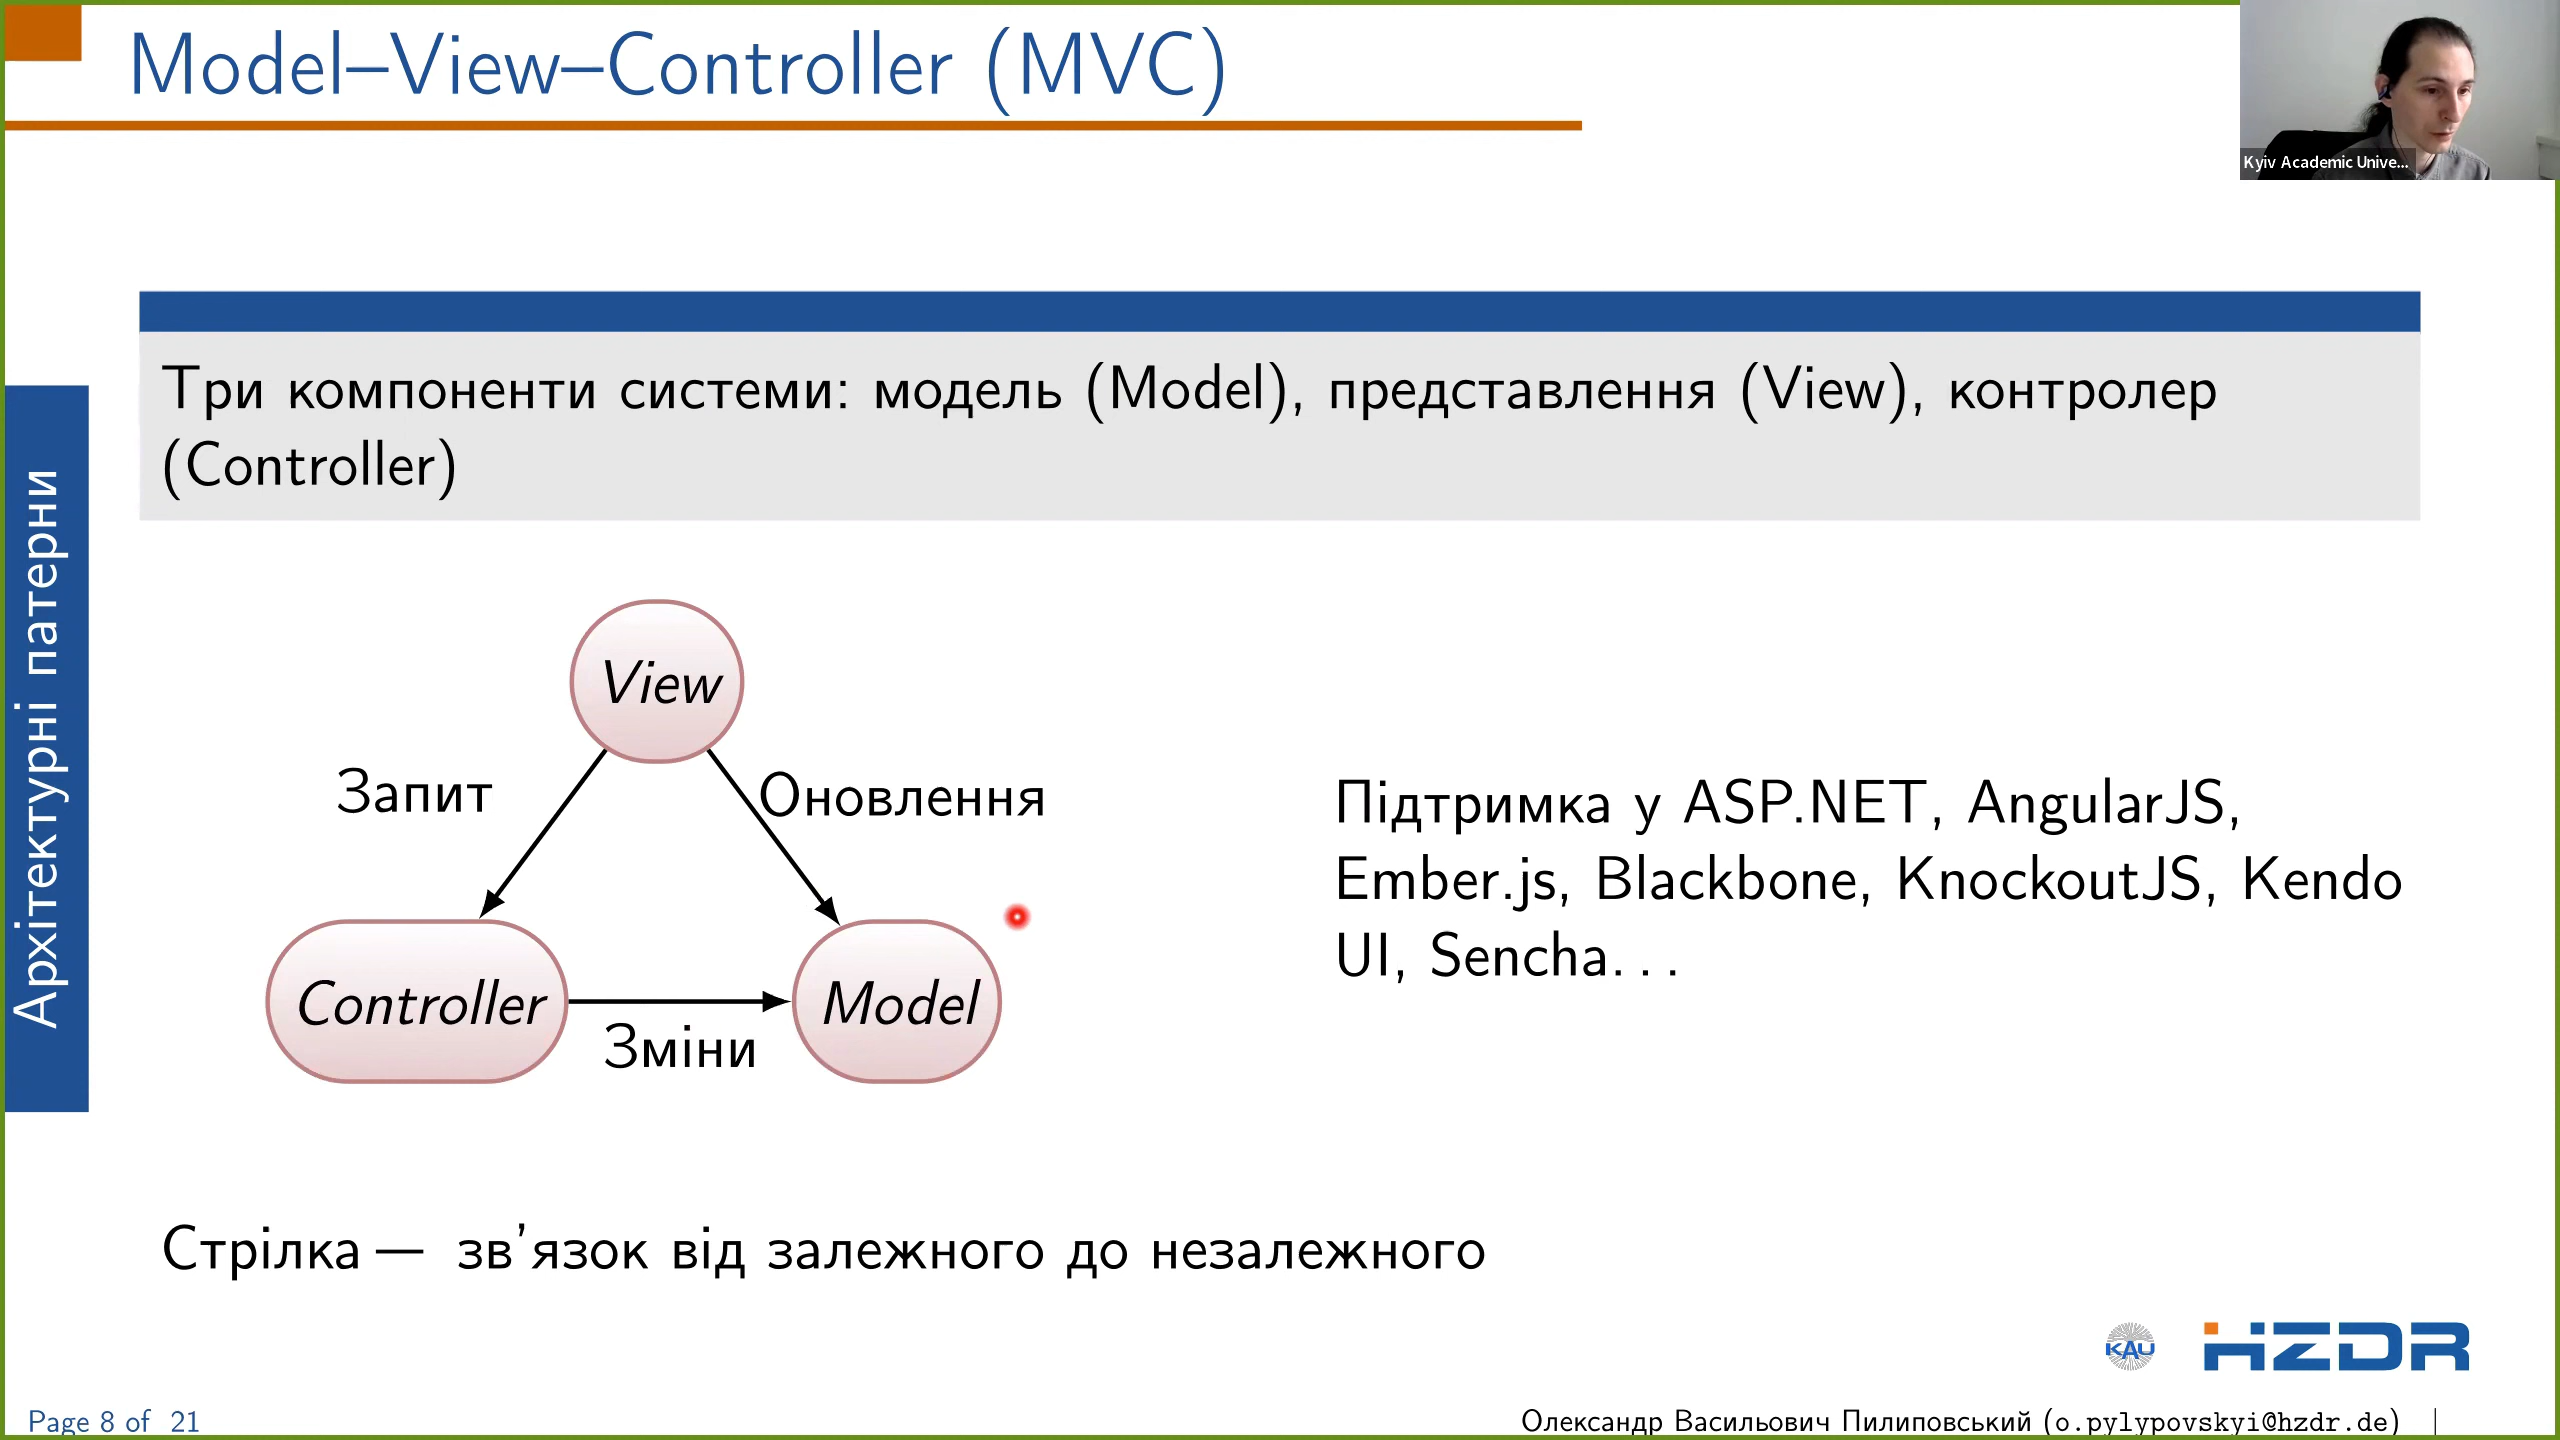 Model–View–Controller (MVC)
Kyiv Academic Unive...
Архітектурні патерни
Три компоненти системи: модель (Model), представлення (View), контролер
(Controller)
View
Запит
Оновлення
Controller
Model
Зміни
Підтримка у ASP.NET, AngularJS,
Ember.js, Blackbone, KnockoutJS, Kendo
UI, Sencha...
Стрілка — зв'язок від залежного до незалежного
KAU
HZDR
Page 8 of 21
Олександр Васильович Пилиповський (o.pylypovskyi@hzdr.de) |